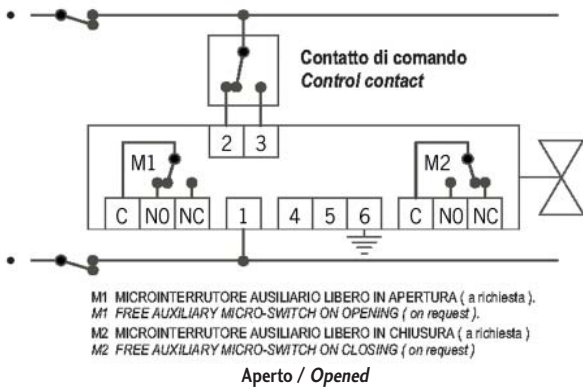 Contatto di comando
Control contact
2 3
M1 M2
C NO NC 1 4 5 6 C NO NC
M1 MICROINTERRUTORE AUSILIARIO LIBERO IN APERTURA ( a richiesta ).
M1 FREE AUXILIARY MICRO-SWITCH ON OPENING ( on request ).
M2 MICROINTERRUTORE AUSILIARIO LIBERO IN CHIUSURA ( a richiesta )
M2 FREE AUXILIARY MICRO-SWITCH ON CLOSING ( on request )
Aperto / Opened